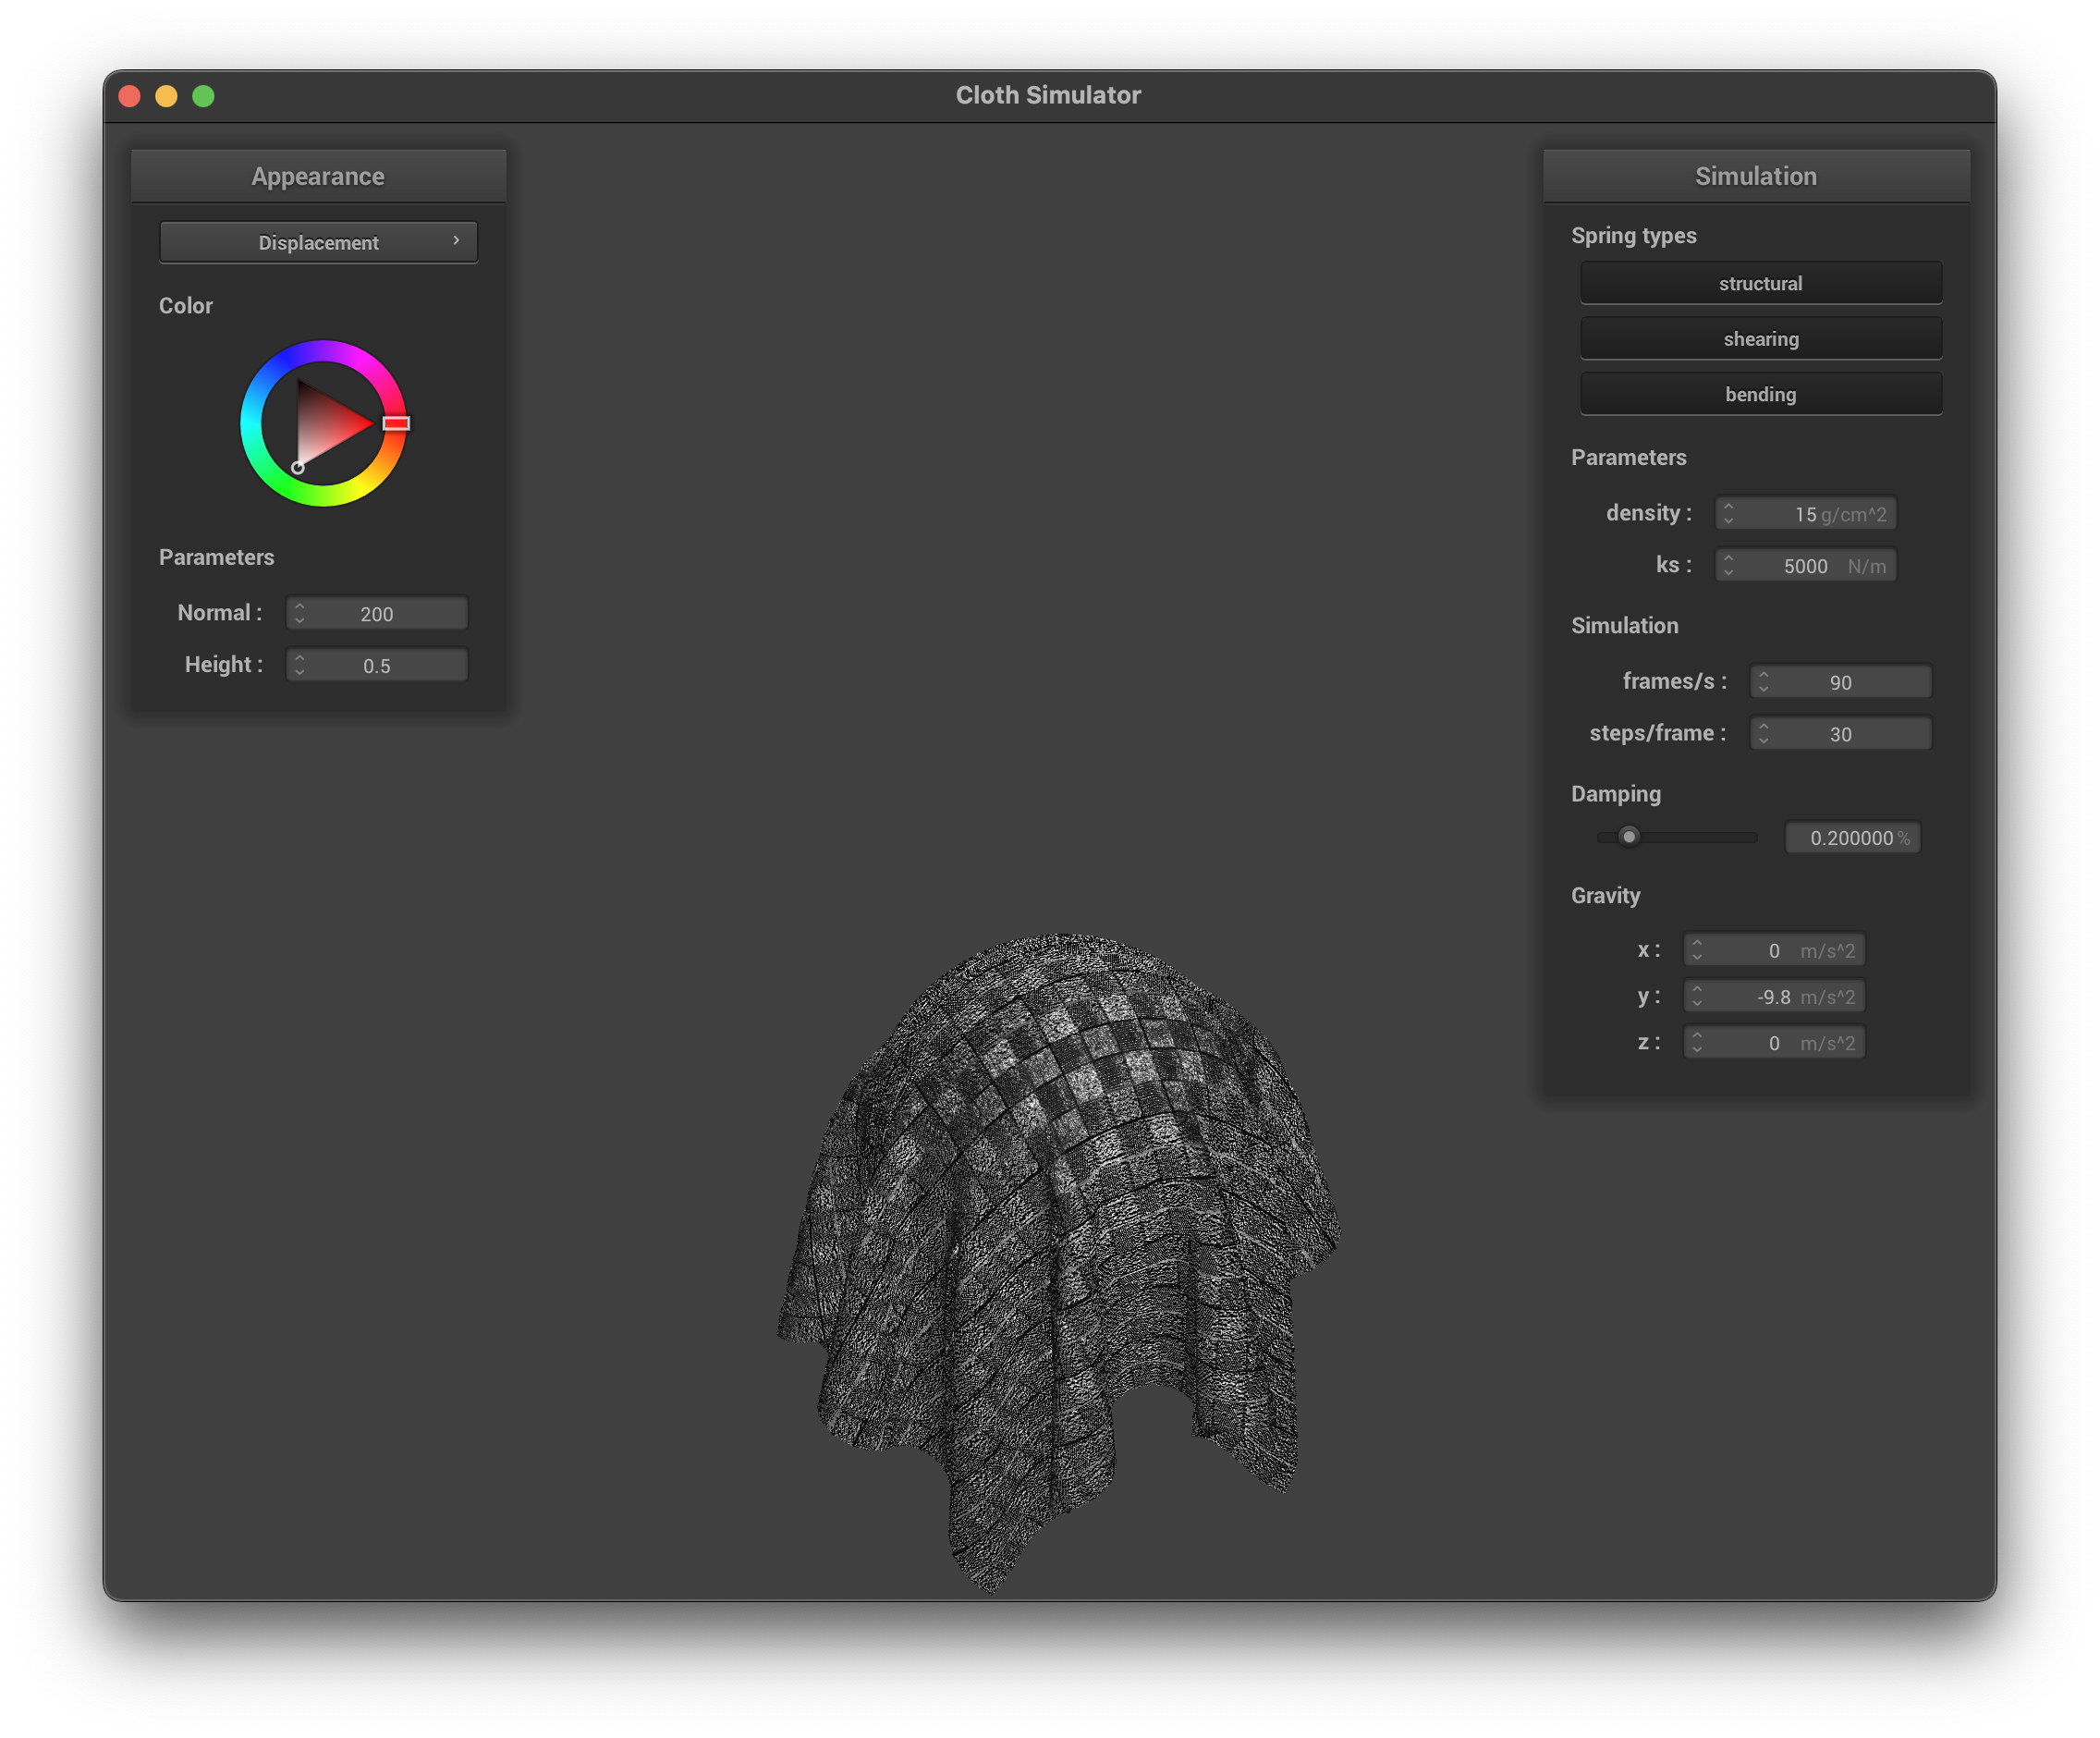 Cloth Simulator
Appearance
Displacement
Color
Parameters
Normal : 200
Height : 0.5
Simulation
Spring types
structural
shearing
bending
Parameters
density : 15 g/cm^2
ks : 5000 N/m
Simulation
frames/s : 90
steps/frame : 30
Damping
0.200000 %
Gravity
x : 0 m/s^2
y : -9.8 m/s^2
z : 0 m/s^2